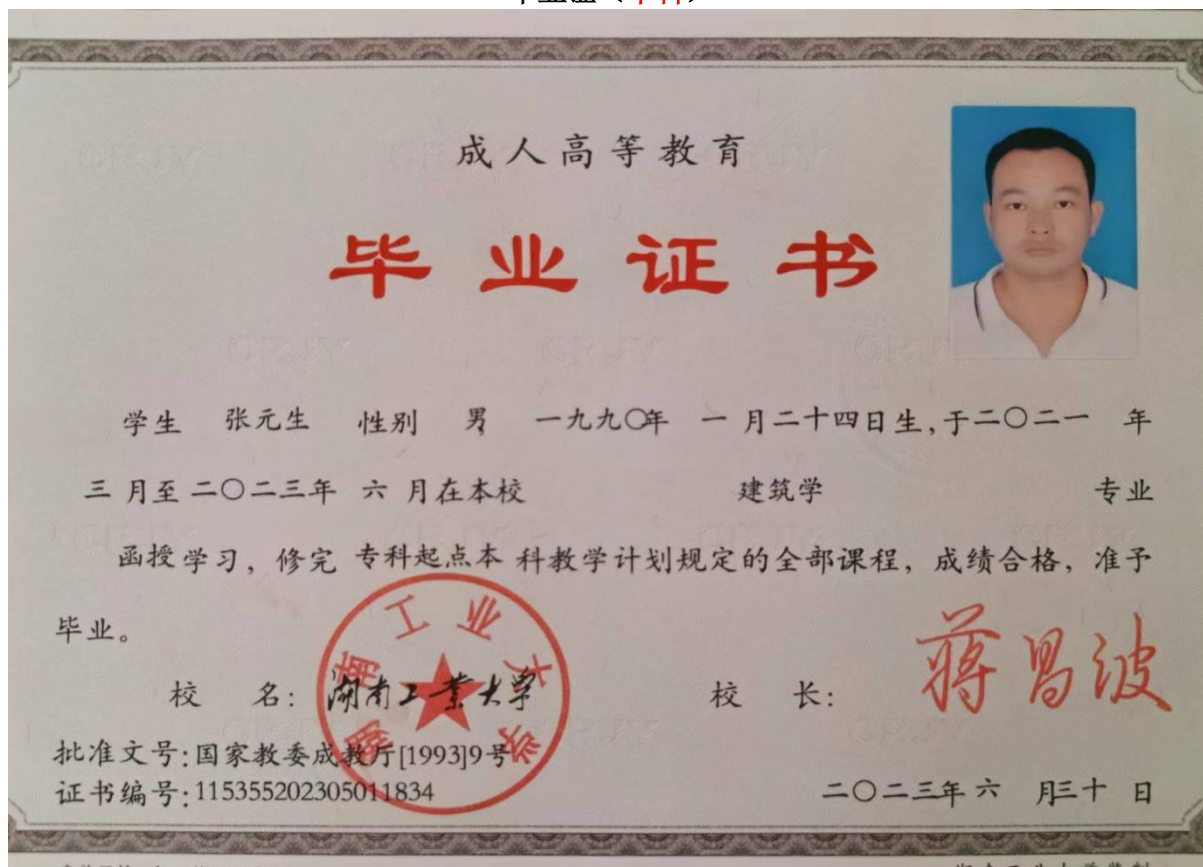 成人高等教育
毕业证书
学生 张元生 性别 男 一九九〇年 一 月二十四日生,于二〇二一 年
三 月至 二〇二三年 六 月在本校 建筑学 专业
函授学习，修完 专科起点本 科教学计划规定的全部课程，成绩合格，准予
毕业。
校 名：湖南工业大学
湖南工业大学
校 长：蒋昌波
批准文号:国家教委成教厅[1993]9号
证书编号:115355202305011834
二〇二三年 六 月三十 日